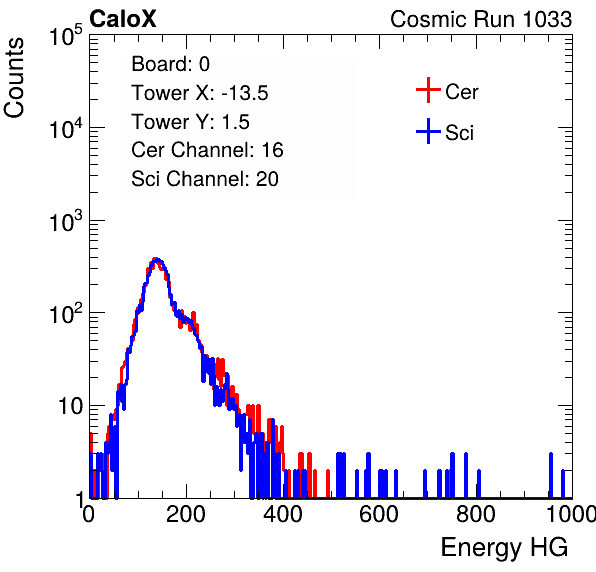 CaloX Cosmic Run 1033
Counts
Board: 0
Tower X: -13.5
Tower Y: 1.5
Cer Channel: 16
Sci Channel: 20
Cer
Sci
10^5
10^4
10^3
10^2
10
1
0 200 400 600 800 1000
Energy HG